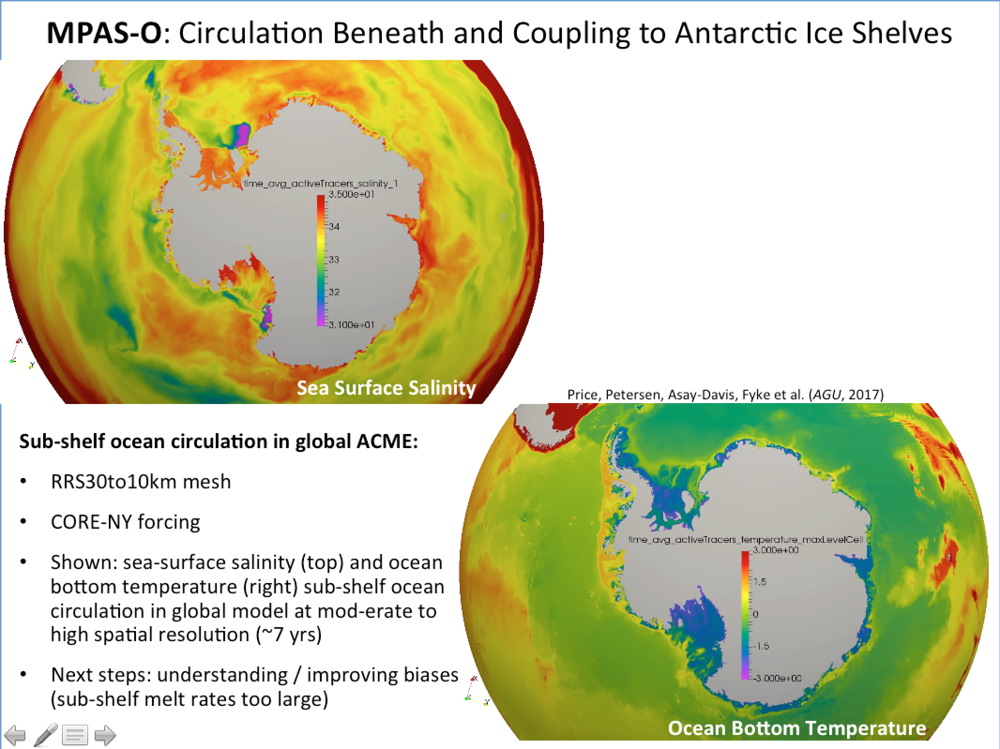 MPAS-O: Circulation Beneath and Coupling to Antarctic Ice Shelves
time_avg_activeTracers_salinity_1
3.500e+01
34
33
32
3.100e+01
X
Z
Y
Sea Surface Salinity
Price, Petersen, Asay-Davis, Fyke et al. (AGU, 2017)
Sub-shelf ocean circulation in global ACME:
• RRS30to10km mesh
• CORE-NY forcing
• Shown: sea-surface salinity (top) and ocean
bottom temperature (right) sub-shelf ocean
circulation in global model at mod-erate to
high spatial resolution (~7 yrs)
• Next steps: understanding / improving biases
(sub-shelf melt rates too large)
time_avg_activeTracers_temperature_maxLevelCell
3.000e+00
1.5
0
-1.5
-3.000e+00
X
Z
Y
Ocean Bottom Temperature